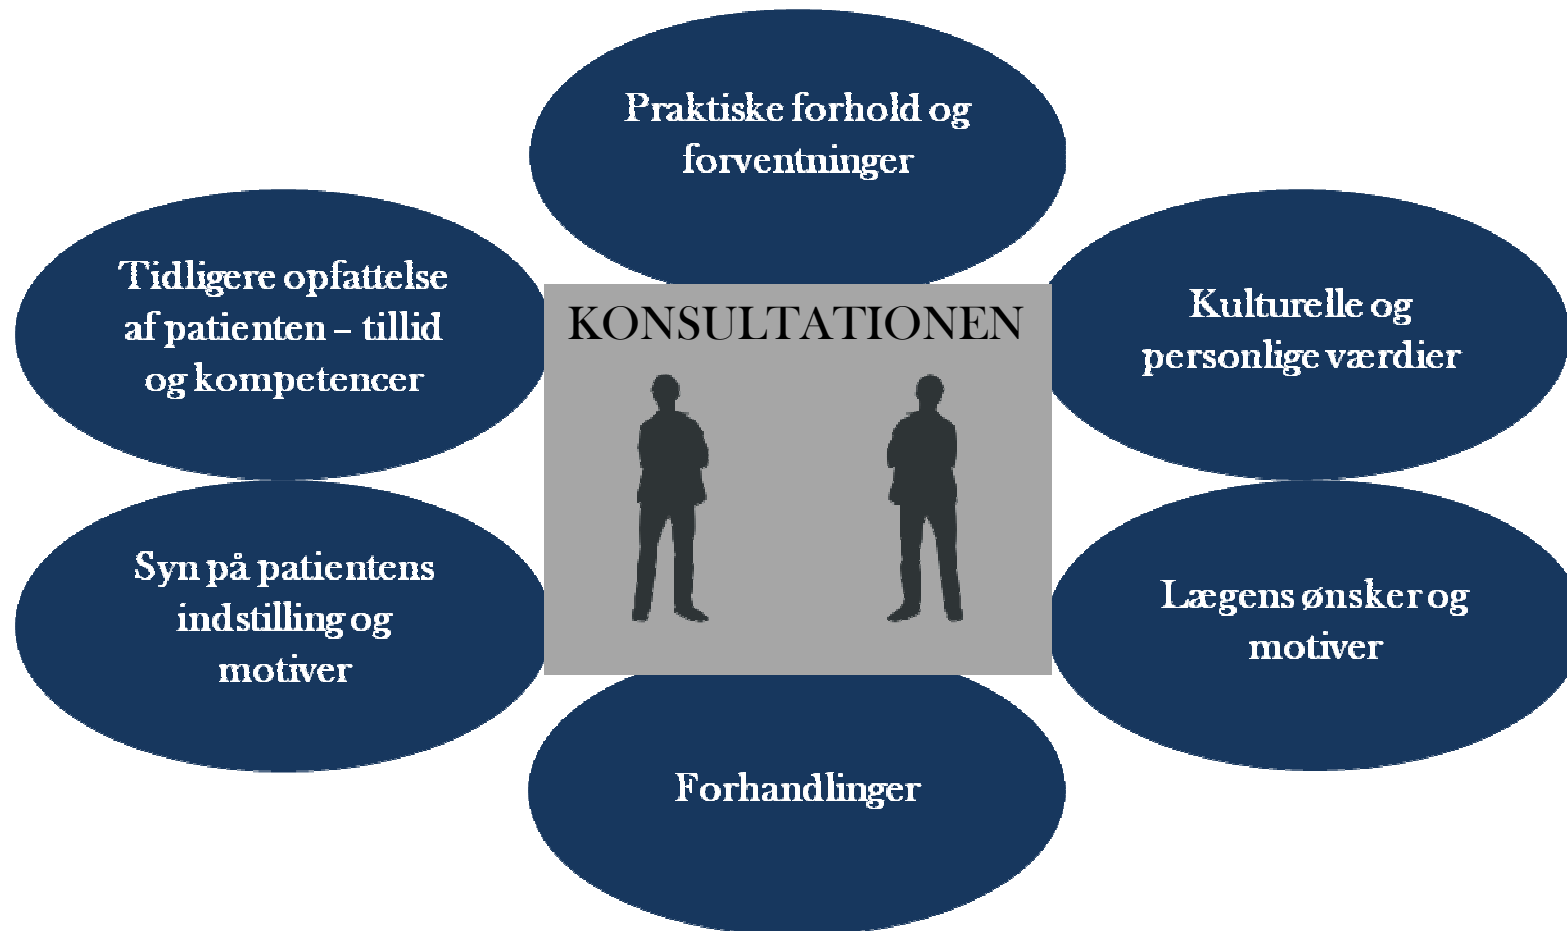 Praktiske forhold og
forventninger
Tidligere opfattelse
af patienten – tillid
og kompetencer
KONSULTATIONEN
Kulturelle og
personlige værdier
Syn på patientens
indstilling og
motiver
Lægens ønsker og
motiver
Forhandlinger